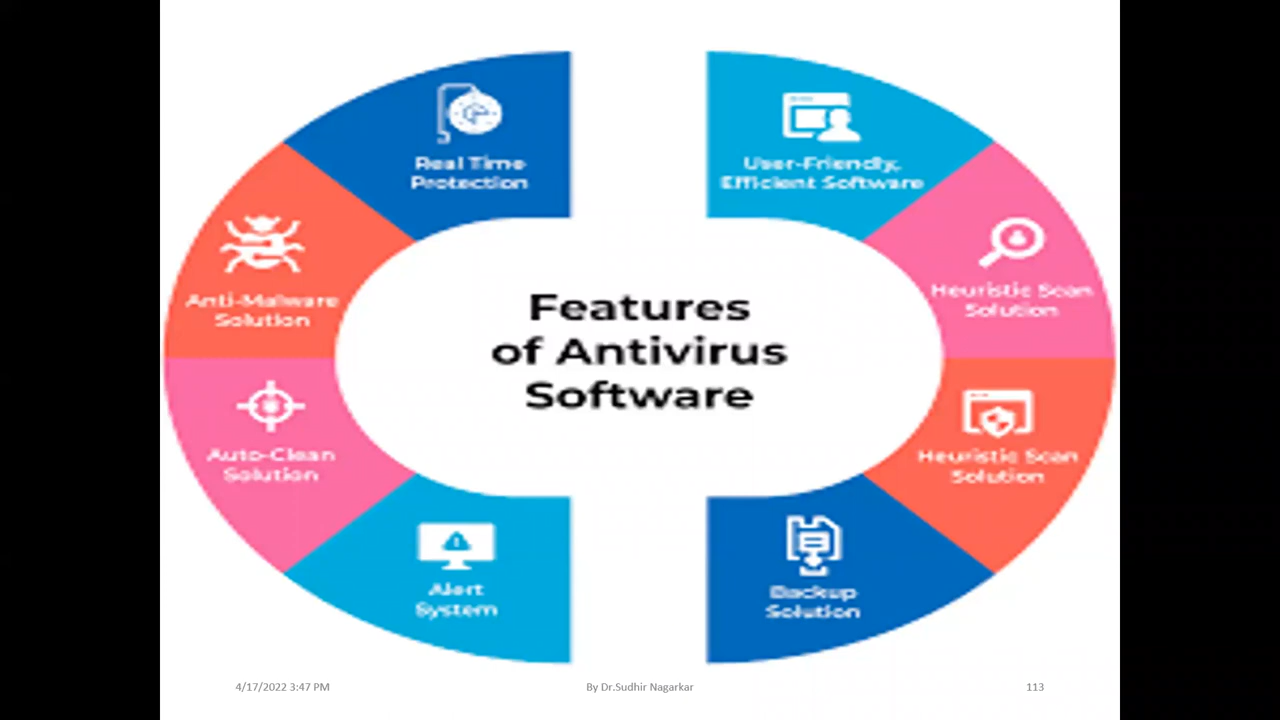 Real Time
Protection
User-Friendly,
Efficient Software
Anti-Malware
Solution
Heuristic Scan
Solution
Features
of Antivirus
Software
Auto-Clean
Solution
Heuristic Scan
Solution
Alert
System
Backup
Solution
4/17/2022 3:47 PM
By Dr.Sudhir Nagarkar
113